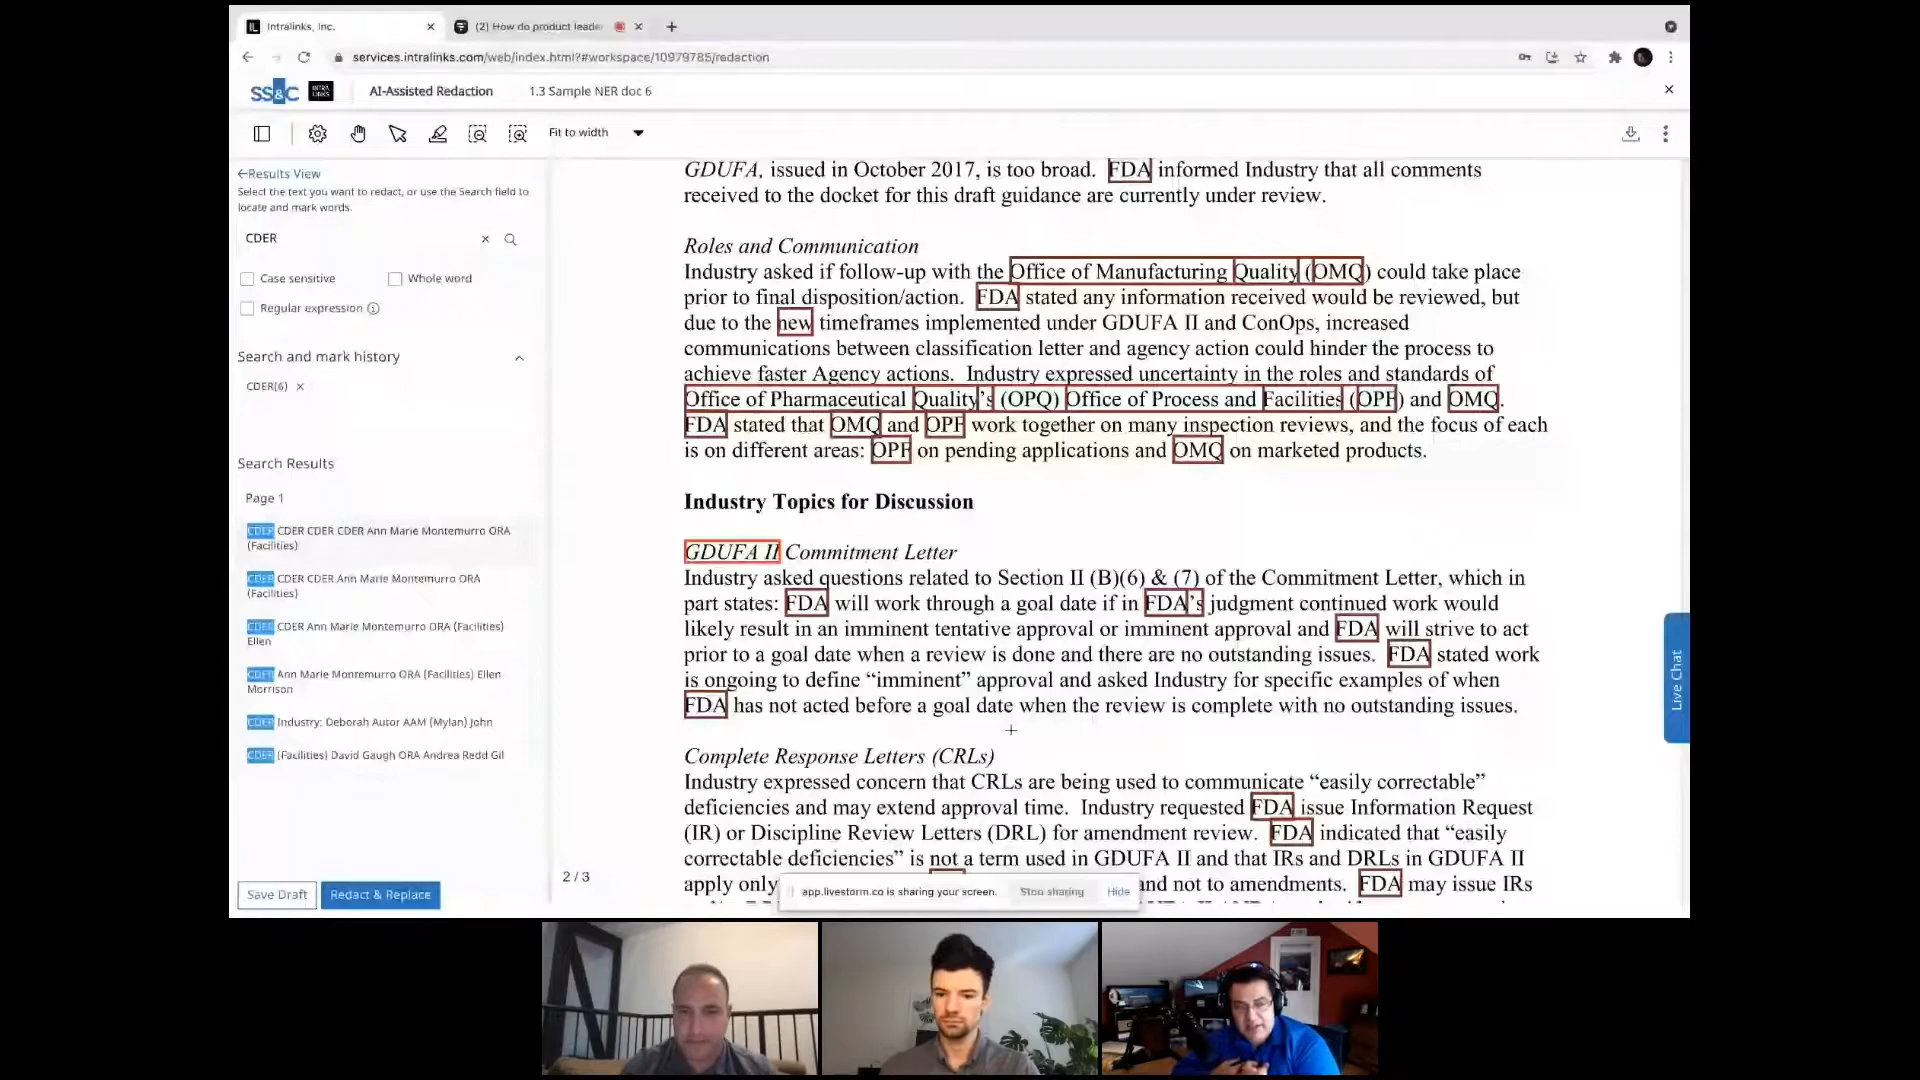 Intralinks, Inc.
(2) How do product leade
services.intralinks.com/web/index.html?#workspace/10979785/redaction
SS&C INTRA LINKS AI-Assisted Redaction 1.3 Sample NER doc 6
Fit to width
←Results View
Select the text you want to redact, or use the Search field to
locate and mark words.
CDER
Case sensitive Whole word
Regular expression
Search and mark history
CDER(6) ×
Search Results
Page 1
CDER CDER CDER CDER Ann Marie Montemurro ORA
(Facilities)
CDER CDER CDER Ann Marie Montemurro ORA
(Facilities)
CDER CDER Ann Marie Montemurro ORA (Facilities)
Ellen
CDER Ann Marie Montemurro ORA (Facilities) Ellen
Morrison
CDER Industry: Deborah Autor AAM (Mylan) John
CDER (Facilities) David Gaugh ORA Andrea Redd Gil
Save Draft Redact & Replace
GDUFA, issued in October 2017, is too broad. FDA informed Industry that all comments
received to the docket for this draft guidance are currently under review.
Roles and Communication
Industry asked if follow-up with the Office of Manufacturing Quality (OMQ) could take place
prior to final disposition/action. FDA stated any information received would be reviewed, but
due to the new timeframes implemented under GDUFA II and ConOps, increased
communications between classification letter and agency action could hinder the process to
achieve faster Agency actions. Industry expressed uncertainty in the roles and standards of
Office of Pharmaceutical Quality's (OPQ) Office of Process and Facilities (OPF) and OMQ.
FDA stated that OMQ and OPF work together on many inspection reviews, and the focus of each
is on different areas: OPF on pending applications and OMQ on marketed products.
Industry Topics for Discussion
GDUFA II Commitment Letter
Industry asked questions related to Section II (B)(6) & (7) of the Commitment Letter, which in
part states: FDA will work through a goal date if in FDA's judgment continued work would
likely result in an imminent tentative approval or imminent approval and FDA will strive to act
prior to a goal date when a review is done and there are no outstanding issues. FDA stated work
is ongoing to define “imminent” approval and asked Industry for specific examples of when
FDA has not acted before a goal date when the review is complete with no outstanding issues.
Complete Response Letters (CRLs)
Industry expressed concern that CRLs are being used to communicate “easily correctable”
deficiencies and may extend approval time. Industry requested FDA issue Information Request
(IR) or Discipline Review Letters (DRL) for amendment review. FDA indicated that “easily
correctable deficiencies” is not a term used in GDUFA II and that IRs and DRLs in GDUFA II
apply only and not to amendments. FDA may issue IRs
2 / 3
app.livestorm.co is sharing your screen. Stop sharing Hide
Live Chat